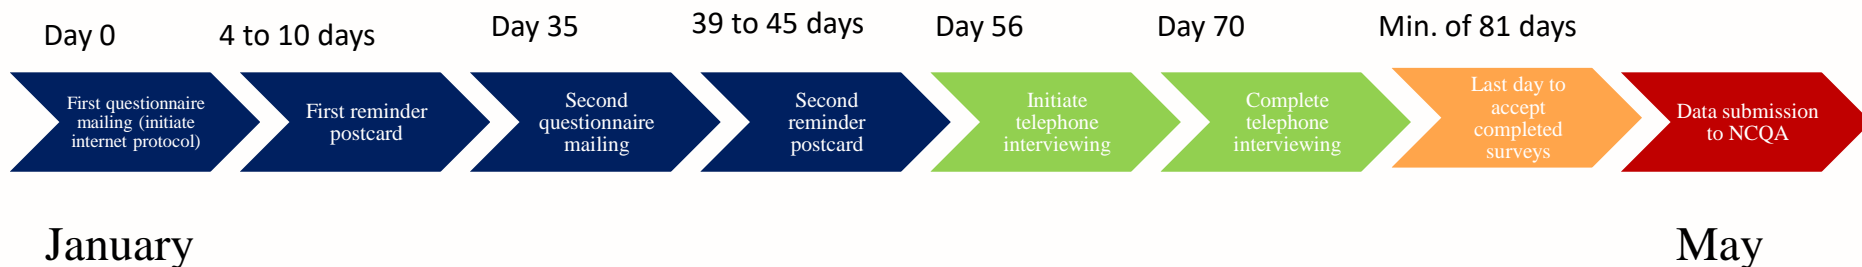 Day 0
4 to 10 days
Day 35
39 to 45 days
Day 56
Day 70
Min. of 81 days
First questionnaire
mailing (initiate
internet protocol)
First reminder
postcard
Second
questionnaire
mailing
Second
reminder
postcard
Initiate
telephone
interviewing
Complete
telephone
interviewing
Last day to
accept
completed
surveys
Data submission
to NCQA
January
May